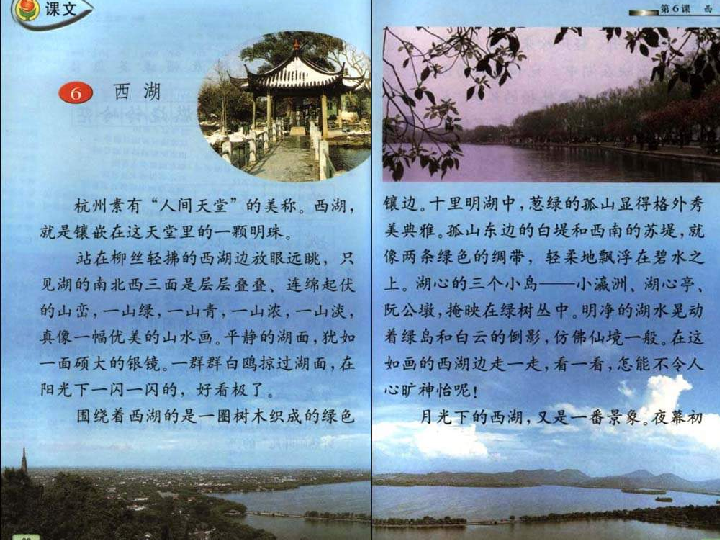 课文
6 西湖
杭州素有“人间天堂”的美称。西湖，
就是镶嵌在这天堂里的一颗明珠。
站在柳丝轻拂的西湖边放眼远眺，只
见湖的南北西三面是层层叠叠、连绵起伏
的山峦，一山绿，一山青，一山浓，一山淡，
真像一幅优美的山水画。平静的湖面，犹如
一面硕大的银镜。一群群白鸥掠过湖面，在
阳光下一闪一闪的，好看极了。
围绕着西湖的是一圈树木织成的绿色
第6课
镶边。十里明湖中，葱绿的孤山显得格外秀
美典雅。孤山东边的白堤和西南的苏堤，就
像两条绿色的绸带，轻柔地飘浮在碧水之
上。湖心的三个小岛——小瀛洲、湖心亭、
阮公墩，掩映在绿树丛中。明净的湖水晃动
着绿岛和白云的倒影，仿佛仙境一般。在这
如画的西湖边走一走，看一看，怎能不令人
心旷神怡呢！
月光下的西湖，又是一番景象。夜幕初